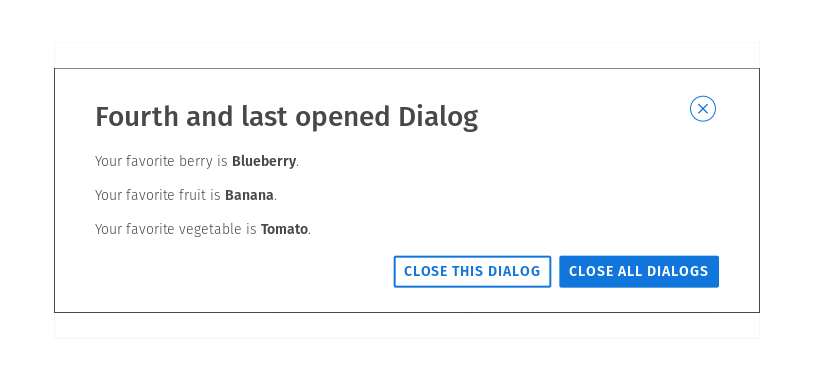 Fourth and last opened Dialog
Your favorite berry is Blueberry.
Your favorite fruit is Banana.
Your favorite vegetable is Tomato.
CLOSE THIS DIALOG CLOSE ALL DIALOGS